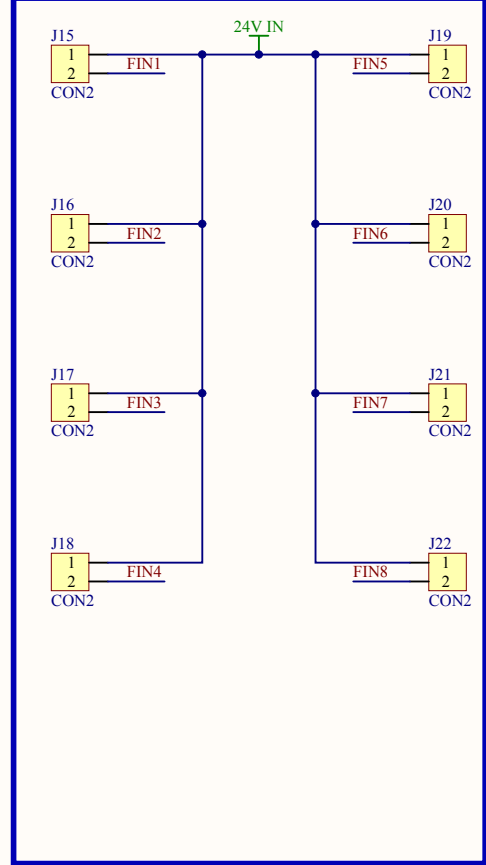 24V IN
J15
1
FIN1
2
CON2
J19
1
FIN5
2
CON2
J16
1
FIN2
2
CON2
J20
1
FIN6
2
CON2
J17
1
FIN3
2
CON2
J21
1
FIN7
2
CON2
J18
1
FIN4
2
CON2
J22
1
FIN8
2
CON2